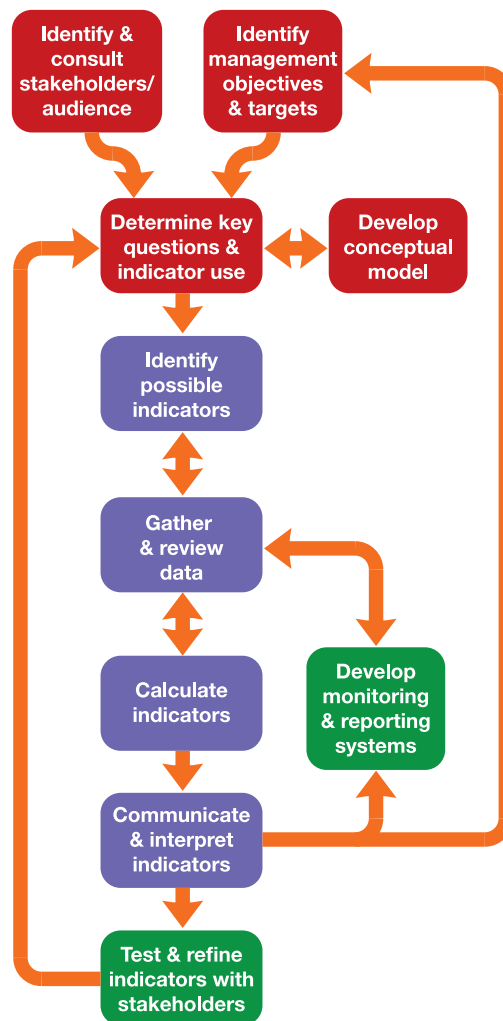 Identify &
consult
stakeholders/
audience
Identify
management
objectives
& targets
Determine key
questions &
indicator use
Develop
conceptual
model
Identify
possible
indicators
Gather
& review
data
Develop
monitoring
& reporting
systems
Calculate
indicators
Communicate
& interpret
indicators
Test & refine
indicators with
stakeholders